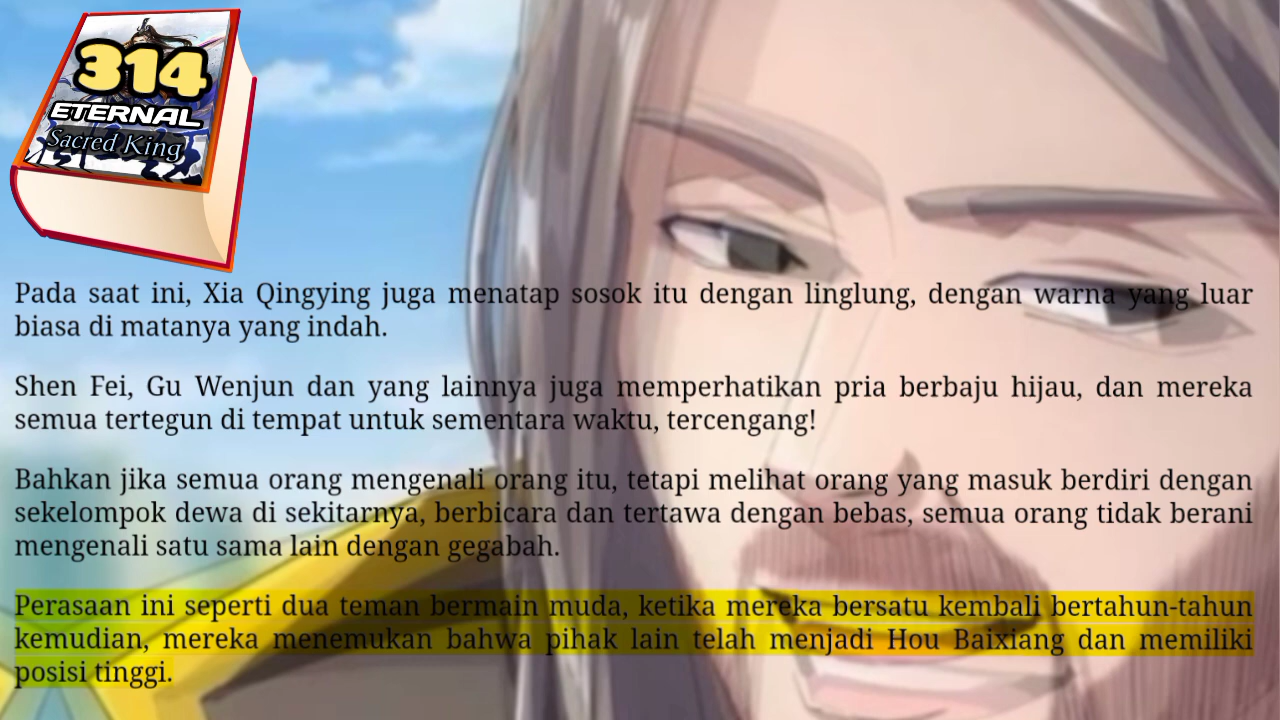 314
ETERNAL
Sacred King
Pada saat ini, Xia Qingying juga menatap sosok itu dengan linglung, dengan warna yang luar
biasa di matanya yang indah.
Shen Fei, Gu Wenjun dan yang lainnya juga memperhatikan pria berbaju hijau, dan mereka
semua tertegun di tempat untuk sementara waktu, tercengang!
Bahkan jika semua orang mengenali orang itu, tetapi melihat orang yang masuk berdiri dengan
sekelompok dewa di sekitarnya, berbicara dan tertawa dengan bebas, semua orang tidak berani
mengenali satu sama lain dengan gegabah.
Perasaan ini seperti dua teman bermain muda, ketika mereka bersatu kembali bertahun-tahun
kemudian, mereka menemukan bahwa pihak lain telah menjadi Hou Baixiang dan memiliki
posisi tinggi.